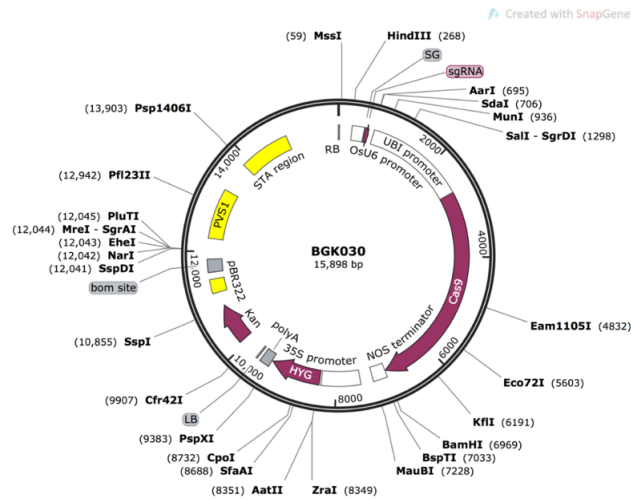 Created with SnapGene
(59) MssI
HindIII (268)
SG
sgRNA
AarI (695)
SdaI (706)
MunI (936)
SalI - SgrDI (1298)
(13,903) Psp1406I
(12,942) Pfl23II
(12,045) PluTI
(12,044) MreI - SgrAI
(12,043) EheI
(12,042) NarI
(12,041) SspDI
bom site
(10,855) SspI
(9907) Cfr42I
LB
(9383) PspXI
(8732) CpoI
(8688) SfaAI
(8351) AatII
ZraI (8349)
MauBI (7228)
BspTI (7033)
BamHI (6969)
KflI (6191)
Eco72I (5603)
Eam1105I (4832)
2000
4000
6000
8000
10,000
12,000
14,000
RB
OsU6 promoter
UBI promoter
Cas9
NOS terminator
35S promoter
HYG
polyA
Kan
pBR322
PVS1
STA region
BGK030
15,898 bp